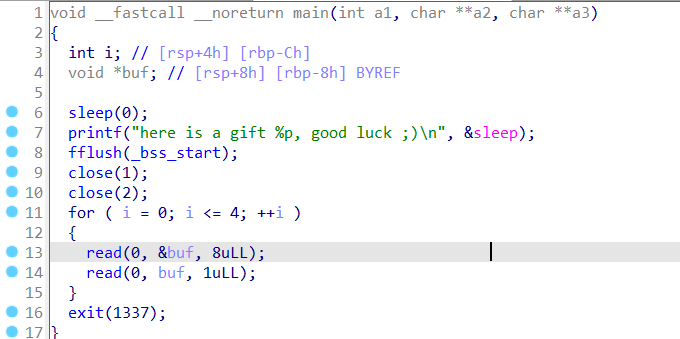 1 void __fastcall __noreturn main(int a1, char **a2, char **a3)
2 {
3 int i; // [rsp+4h] [rbp-Ch]
4 void *buf; // [rsp+8h] [rbp-8h] BYREF
5
6 sleep(0);
7 printf("here is a gift %p, good luck ;)\n", &sleep);
8 fflush(_bss_start);
9 close(1);
10 close(2);
11 for ( i = 0; i <= 4; ++i )
12 {
13 read(0, &buf, 8uLL);
14 read(0, buf, 1uLL);
15 }
16 exit(1337);
17 }